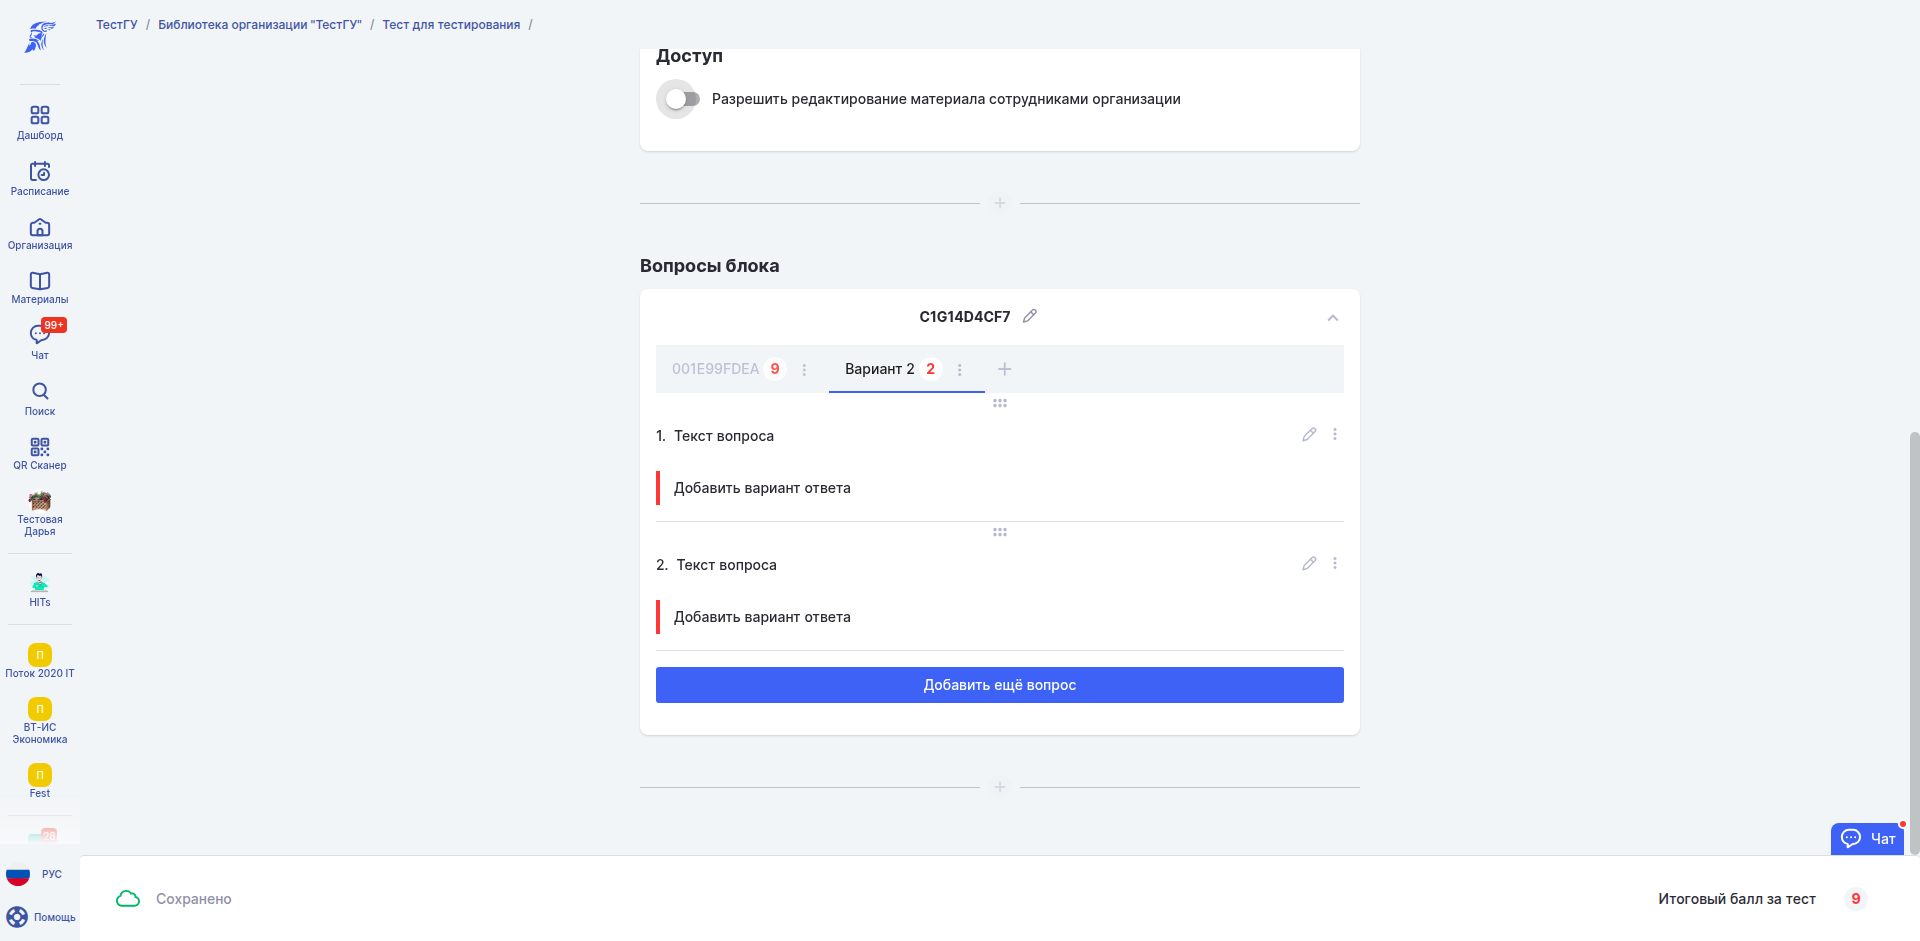 ТестГУ / Библиотека организации "ТестГУ" / Тест для тестирования /
Дашборд
Расписание
Организация
Материалы
99+
Чат
Поиск
QR Сканер
Тестовая
Дарья
HITs
П
Поток 2020 IT
П
ВТ-ИС
Экономика
П
Fest
28
РУС
Помощь
Доступ
Разрешить редактирование материала сотрудниками организации
Вопросы блока
C1G14D4CF7
001E99FDEA 9 Вариант 2 2
1. Текст вопроса
Добавить вариант ответа
2. Текст вопроса
Добавить вариант ответа
Добавить ещё вопрос
Чат
Сохранено
Итоговый балл за тест 9